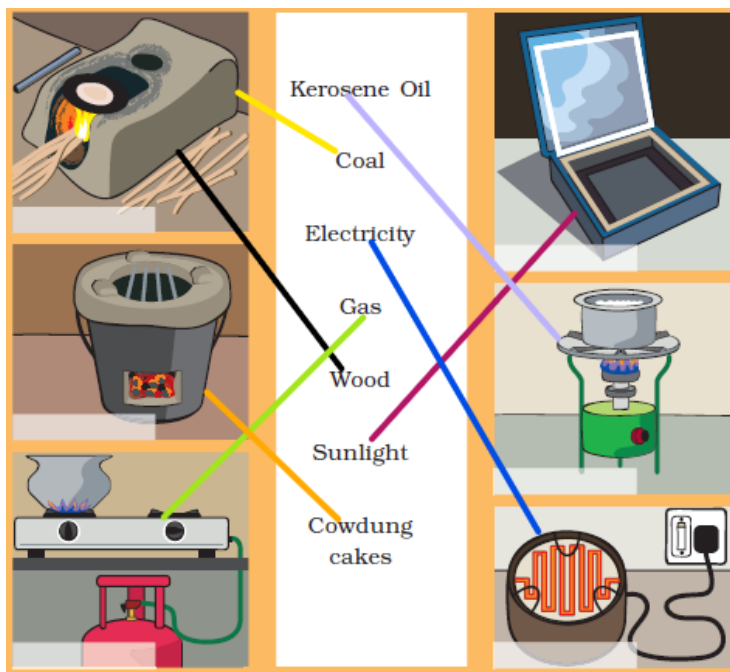 Kerosene Oil
Coal
Electricity
Gas
Wood
Sunlight
Cowdung
cakes